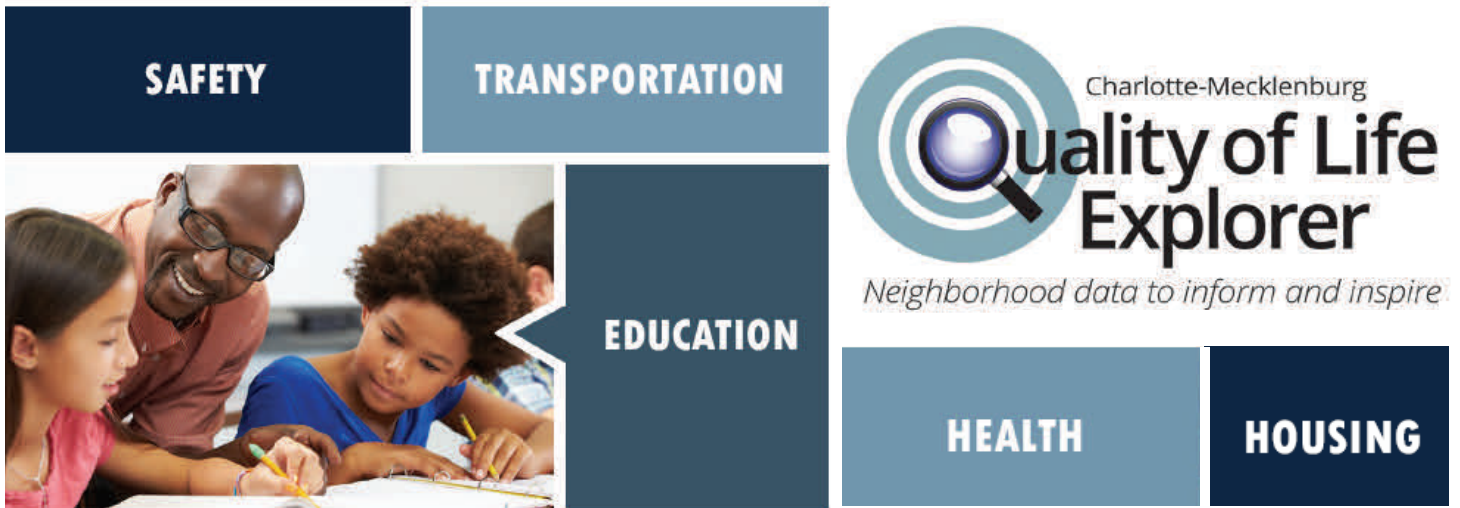 SAFETY
TRANSPORTATION
Charlotte-Mecklenburg
Quality of Life
Explorer
Neighborhood data to inform and inspire
EDUCATION
HEALTH
HOUSING